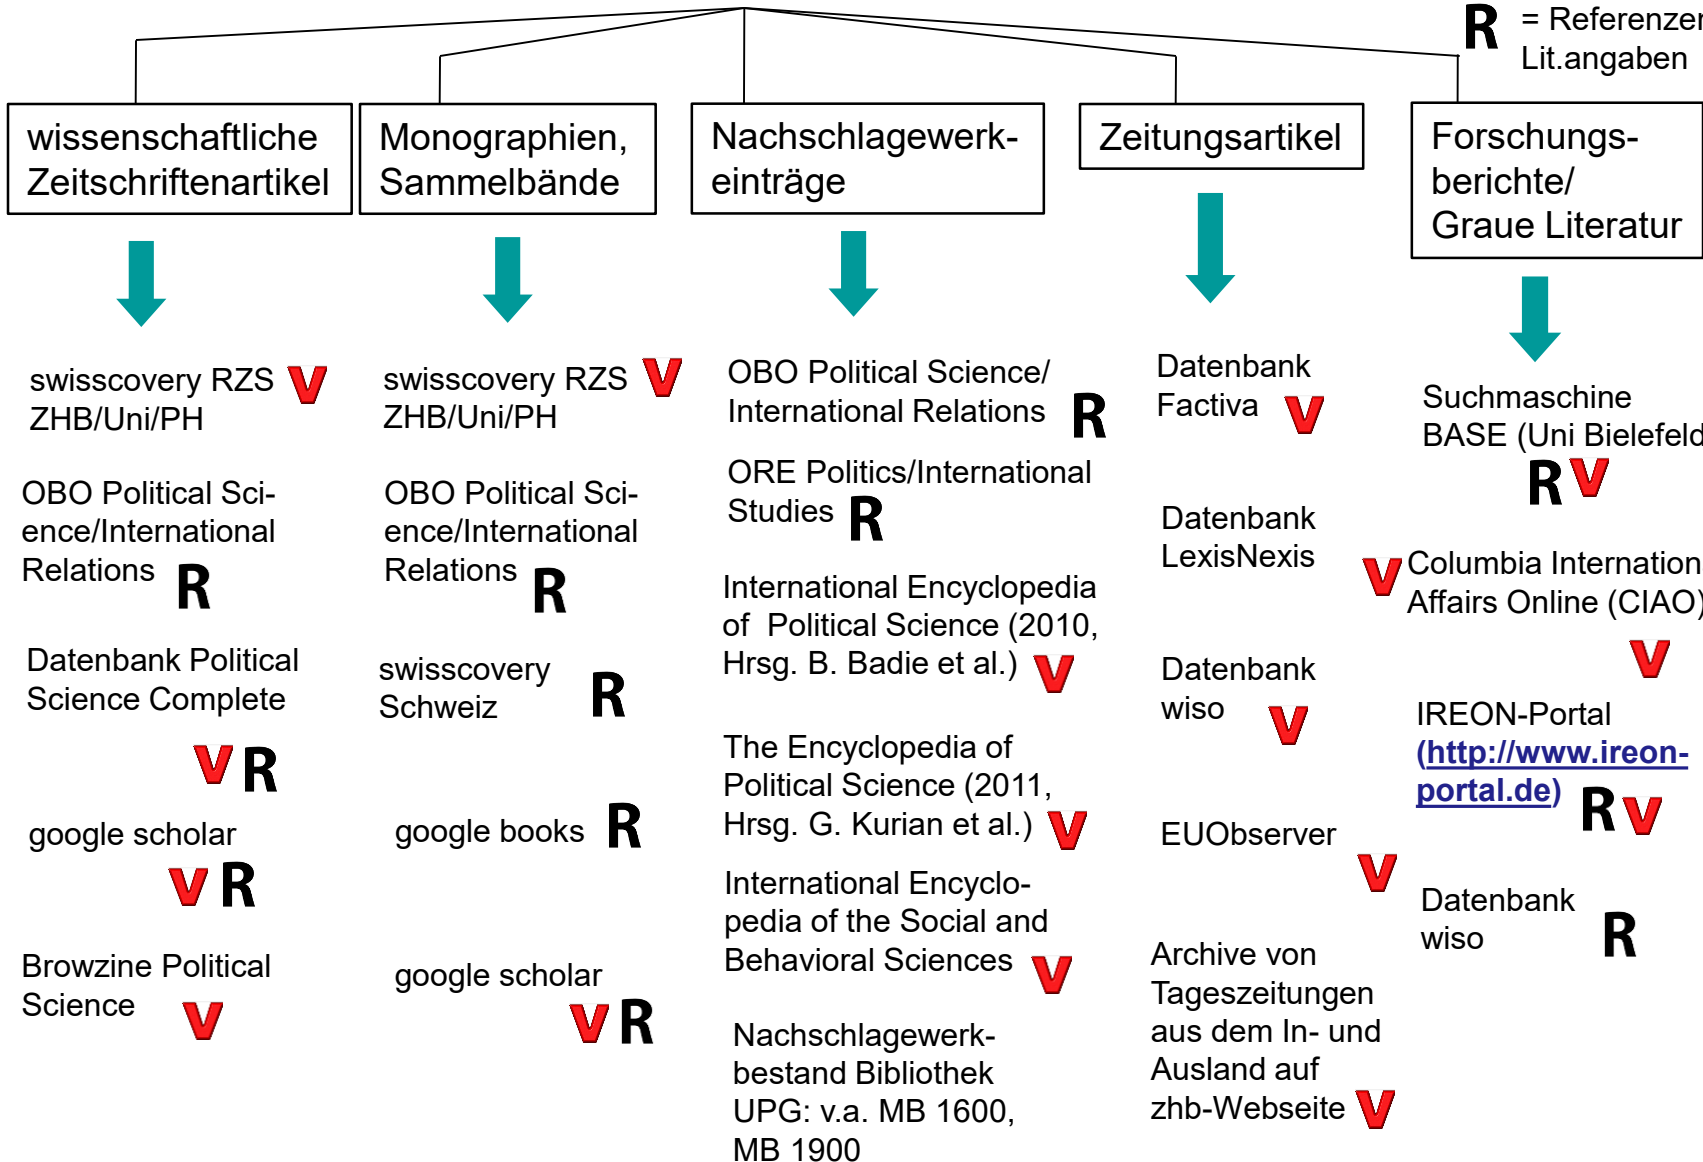 R = Referenzen
Lit.angaben
wissenschaftliche
Zeitschriftenartikel
swisscovery RZS V
ZHB/Uni/PH
OBO Political Sci-
ence/International
Relations R
Datenbank Political
Science Complete
V R
google scholar
V R
Browzine Political
Science V
Monographien,
Sammelbände
swisscovery RZS V
ZHB/Uni/PH
OBO Political Sci-
ence/International
Relations R
swisscovery R
Schweiz
google books R
google scholar
V R
Nachschlagewerk-
einträge
OBO Political Science/
International Relations R
ORE Politics/International
Studies R
International Encyclopedia
of Political Science (2010,
Hrsg. B. Badie et al.) V
The Encyclopedia of
Political Science (2011,
Hrsg. G. Kurian et al.) V
International Encyclo-
pedia of the Social and
Behavioral Sciences V
Nachschlagewerk-
bestand Bibliothek
UPG: v.a. MB 1600,
MB 1900
Zeitungsartikel
Datenbank
Factiva V
Datenbank
LexisNexis V
Datenbank
wiso V
EUObserver V
Archive von
Tageszeitungen
aus dem In- und
Ausland auf
zhb-Webseite V
Forschungs-
berichte/
Graue Literatur
Suchmaschine
BASE (Uni Bielefeld
R V
Columbia Internation
Affairs Online (CIAO)
V
IREON-Portal
(http://www.ireon-
portal.de) R V
Datenbank
wiso R